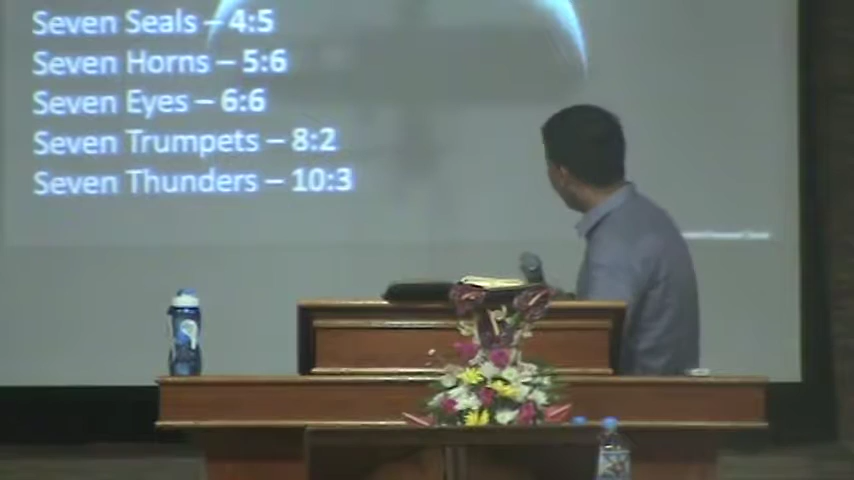 Seven Seals – 4:5
Seven Horns – 5:6
Seven Eyes – 6:6
Seven Trumpets – 8:2
Seven Thunders – 10:3